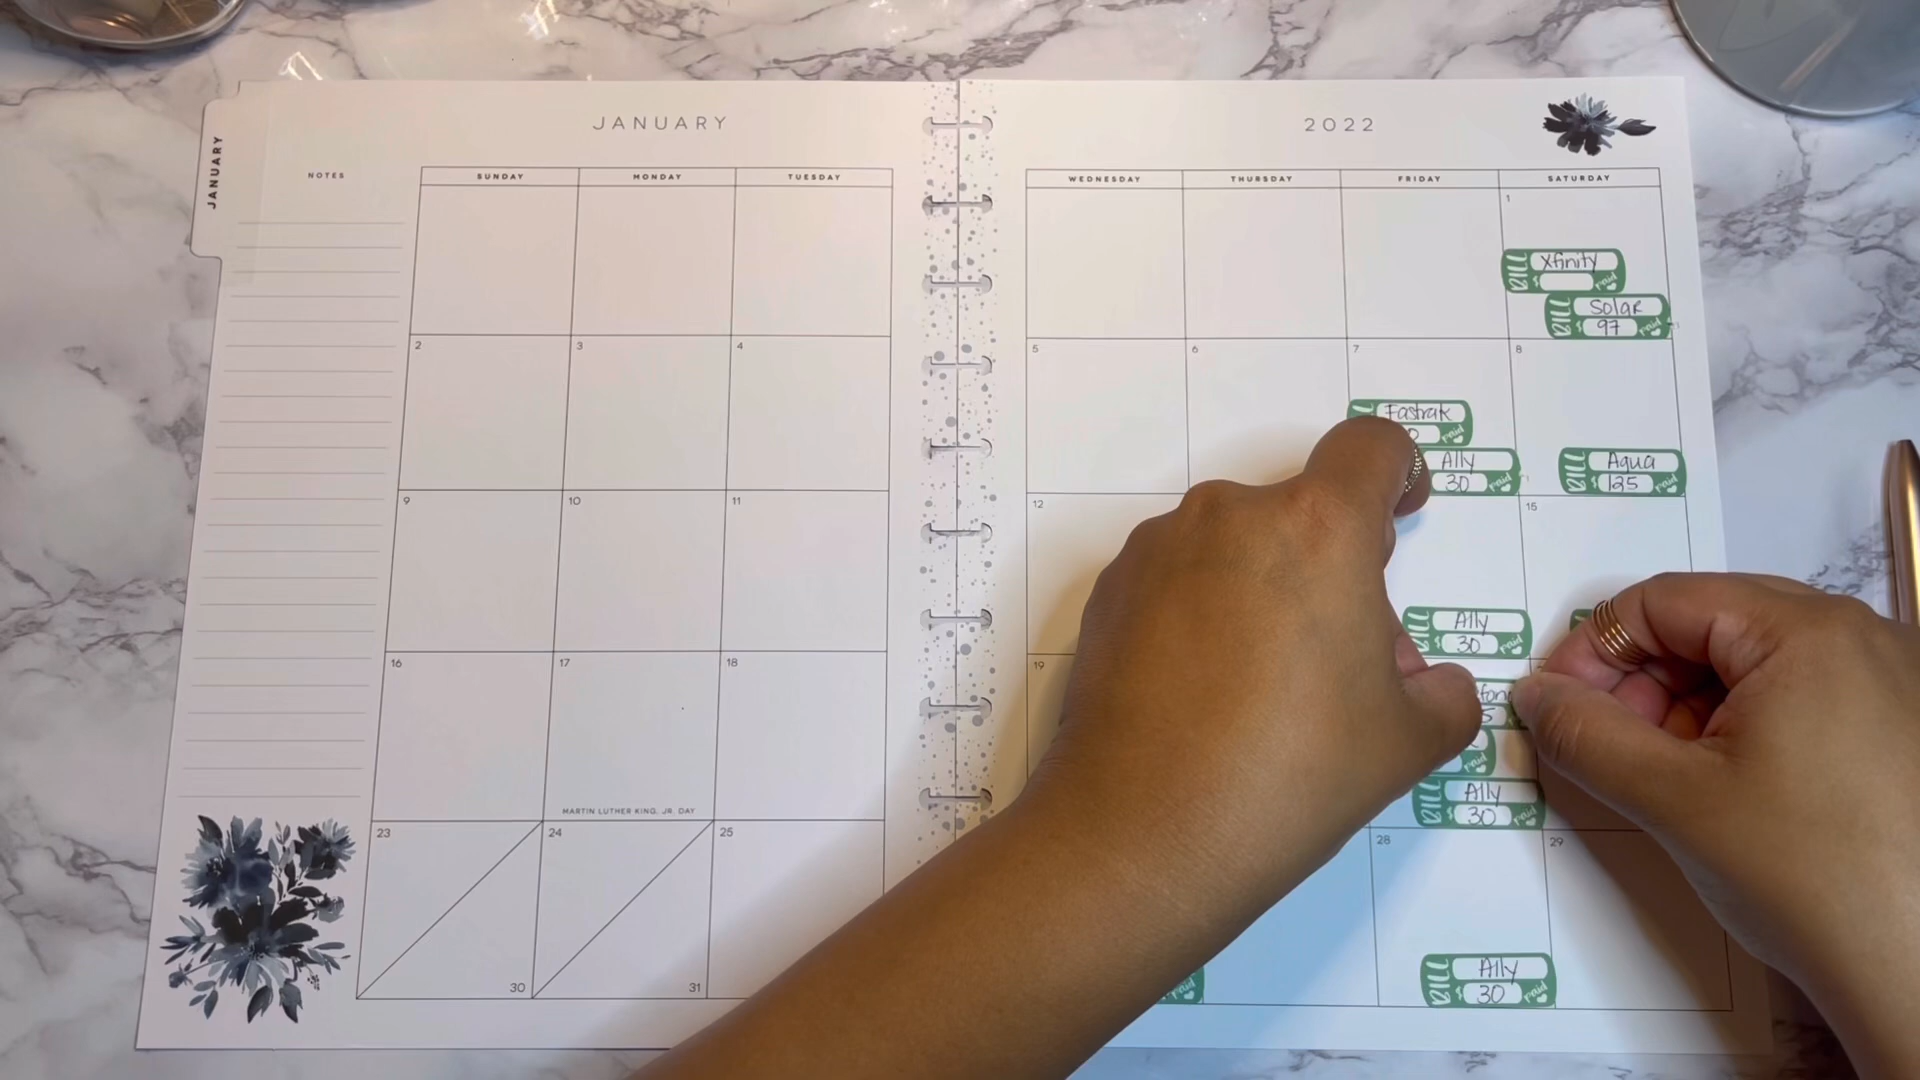 JANUARY
2022
JANUARY
NOTES
SUNDAY
MONDAY
TUESDAY
WEDNESDAY
THURSDAY
FRIDAY
SATURDAY
1
BILL
Xfinity
$
paid
BILL
Solar
$ 97
paid
2
3
4
5
6
7
8
Fastrak
paid
Ally
30
paid
BILL
Agua
$ 125
paid
9
10
11
12
15
BILL
Ally
$ 30
paid
16
17
18
19
MARTIN LUTHER KING, JR. DAY
paid
BILL
Ally
$ 30
paid
23
24
25
28
29
30
31
paid
BILL
Ally
$ 30
paid